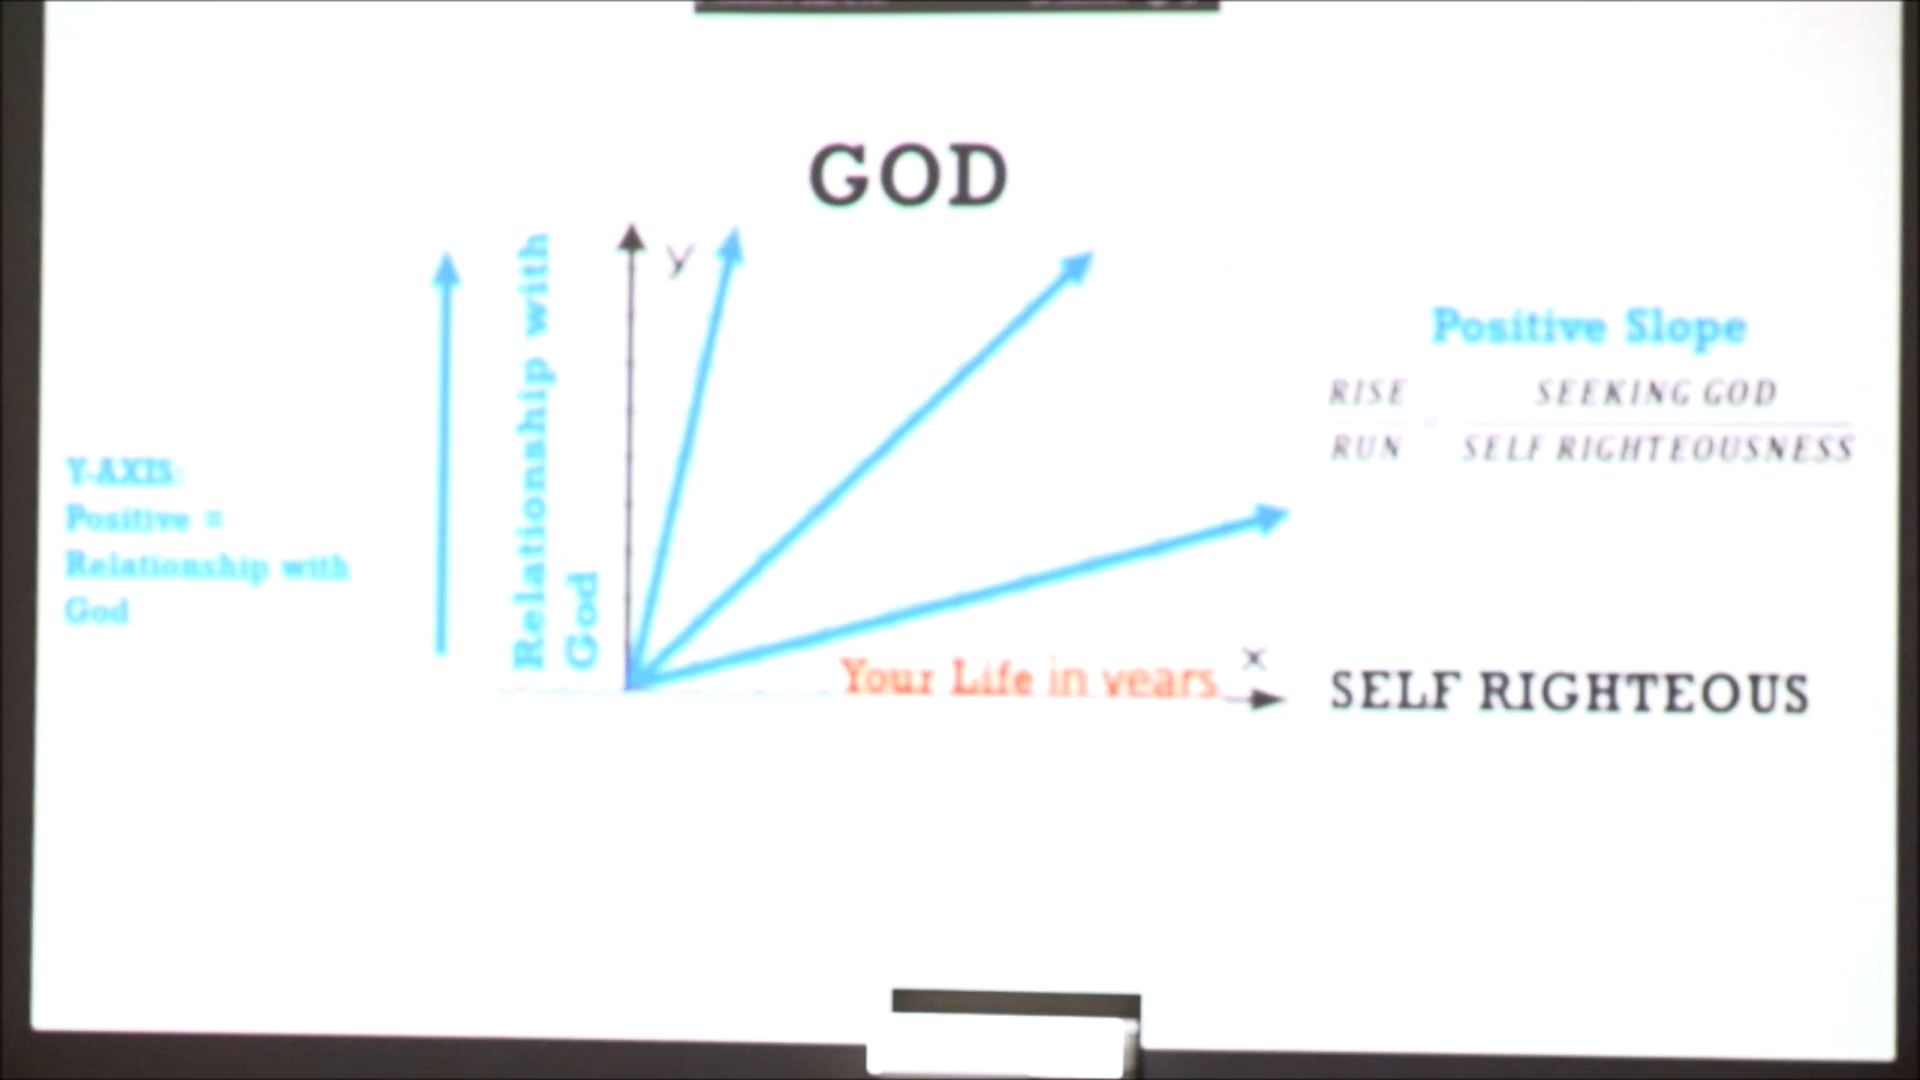 GOD
y
Relationship with
God
Positive Slope
RISE
RUN
=
SEEKING GOD
SELF RIGHTEOUSNESS
Y-AXIS:
Positive =
Relationship with
God
Your Life in years
x
SELF RIGHTEOUS